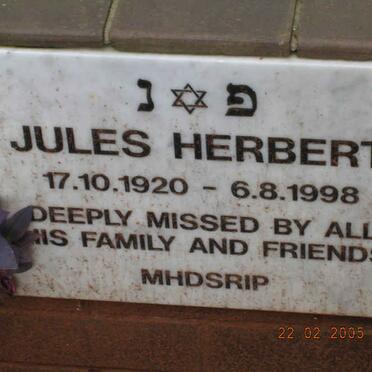 פ ✡ נ
JULES HERBERT
17.10.1920 - 6.8.1998
DEEPLY MISSED BY ALL
HIS FAMILY AND FRIENDS
MHDSRIP
22 02 2005